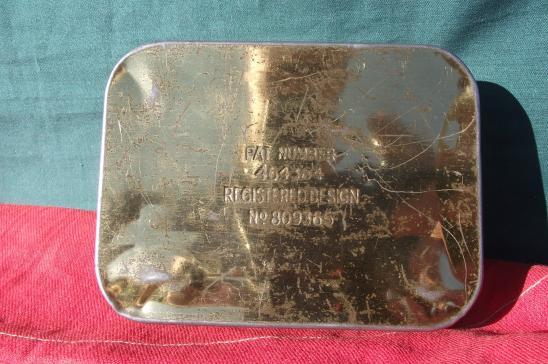 PAT NUMBER
REGISTERED DESIGN
No 809365